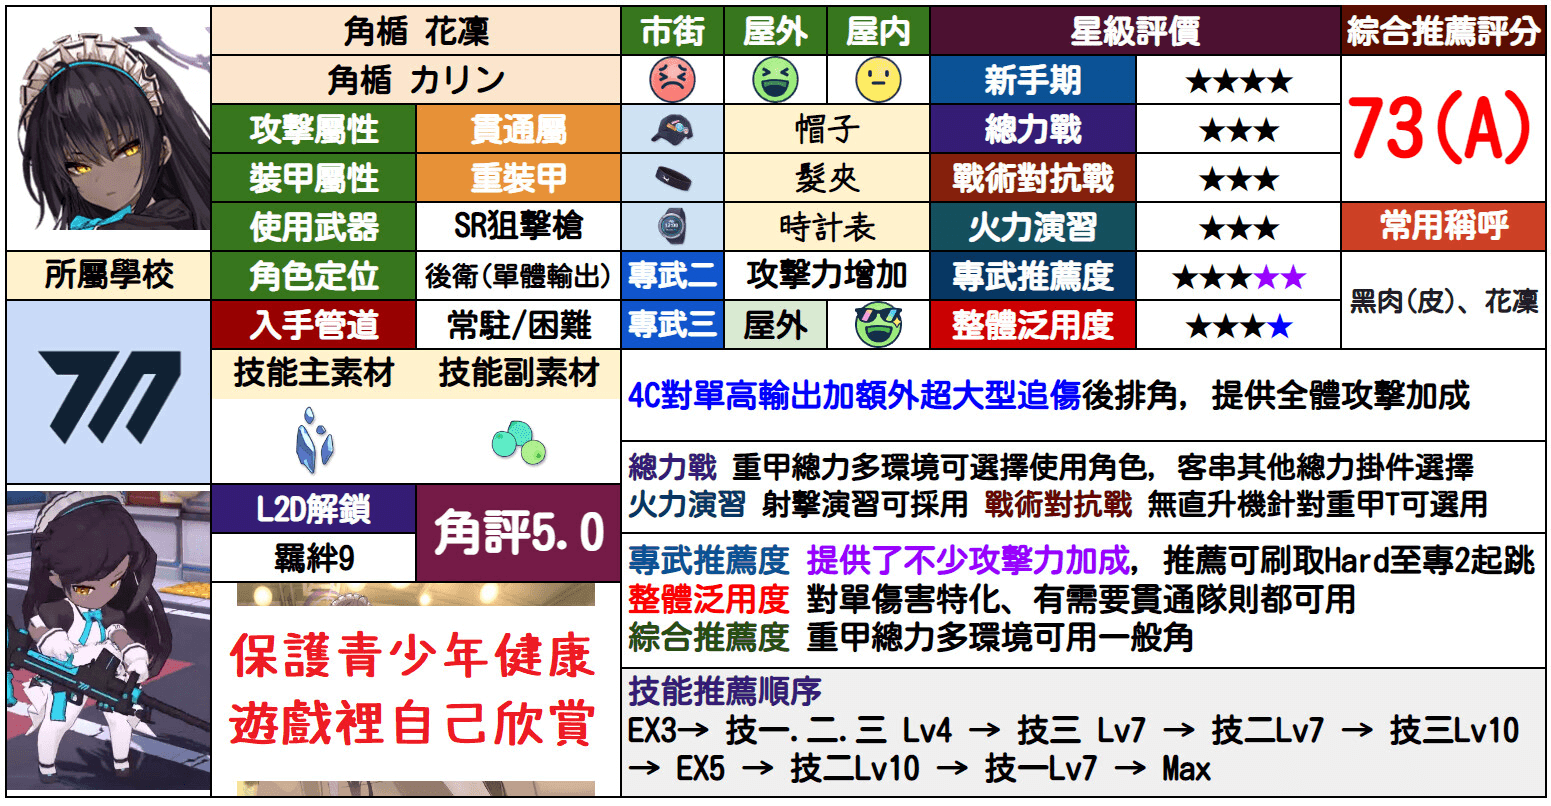 角楯 花凜
市街
屋外
屋内
星級評價
綜合推薦評分
角楯 カリン
新手期
★★★★
73(A)
攻擊屬性
貫通屬
帽子
總力戰
★★★
裝甲屬性
重裝甲
髮夾
戰術對抗戰
★★★
使用武器
SR狙擊槍
時計表
火力演習
★★★
常用稱呼
所屬學校
角色定位
後衛(單體輸出)
專武二
攻擊力增加
專武推薦度
★★★★★
黑肉(皮)、花凜
入手管道
常駐/困難
專武三
屋外
整體泛用度
★★★★
技能主素材
技能副素材
4C對單高輸出加額外超大型追傷後排角, 提供全體攻擊加成
總力戰 重甲總力多環境可選擇使用角色, 客串其他總力掛件選擇
火力演習 射擊演習可採用 戰術對抗戰 無直升機針對重甲T可選用
L2D解鎖
角評5.0
羈絆9
專武推薦度 提供了不少攻擊力加成, 推薦可刷取Hard至專2起跳
整體泛用度 對單傷害特化、有需要貫通隊則都可用
綜合推薦度 重甲總力多環境可用一般角
保護青少年健康
遊戲裡自己欣賞
技能推薦順序
EX3→ 技一.二.三 Lv4 → 技三 Lv7 → 技二Lv7 → 技三Lv10
→ EX5 → 技二Lv10 → 技一Lv7 → Max